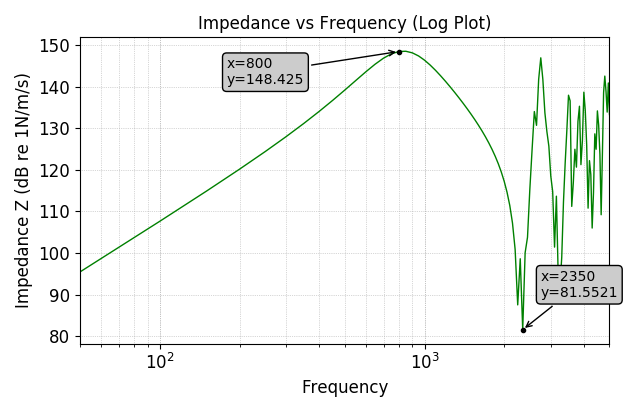 Impedance vs Frequency (Log Plot)
Impedance Z (dB re 1N/m/s)
150
140
130
120
110
100
90
80
x=800
y=148.425
x=2350
y=81.5521
10²
10³
Frequency